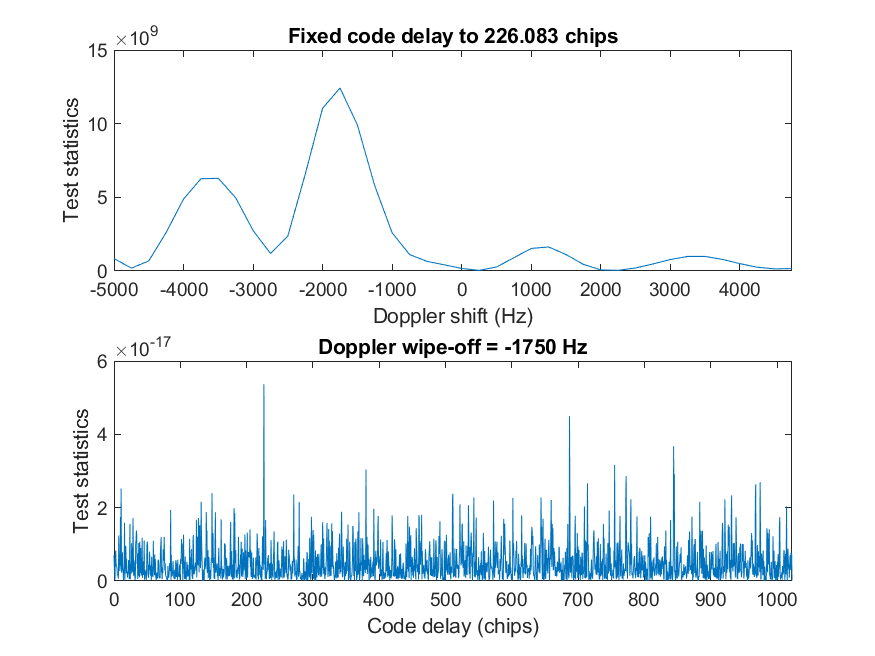 Fixed code delay to 226.083 chips
×10^9
15
10
5
0
Test statistics
-5000 -4000 -3000 -2000 -1000 0 1000 2000 3000 4000
Doppler shift (Hz)
Doppler wipe-off = -1750 Hz
×10^-17
6
4
2
0
Test statistics
0 100 200 300 400 500 600 700 800 900 1000
Code delay (chips)